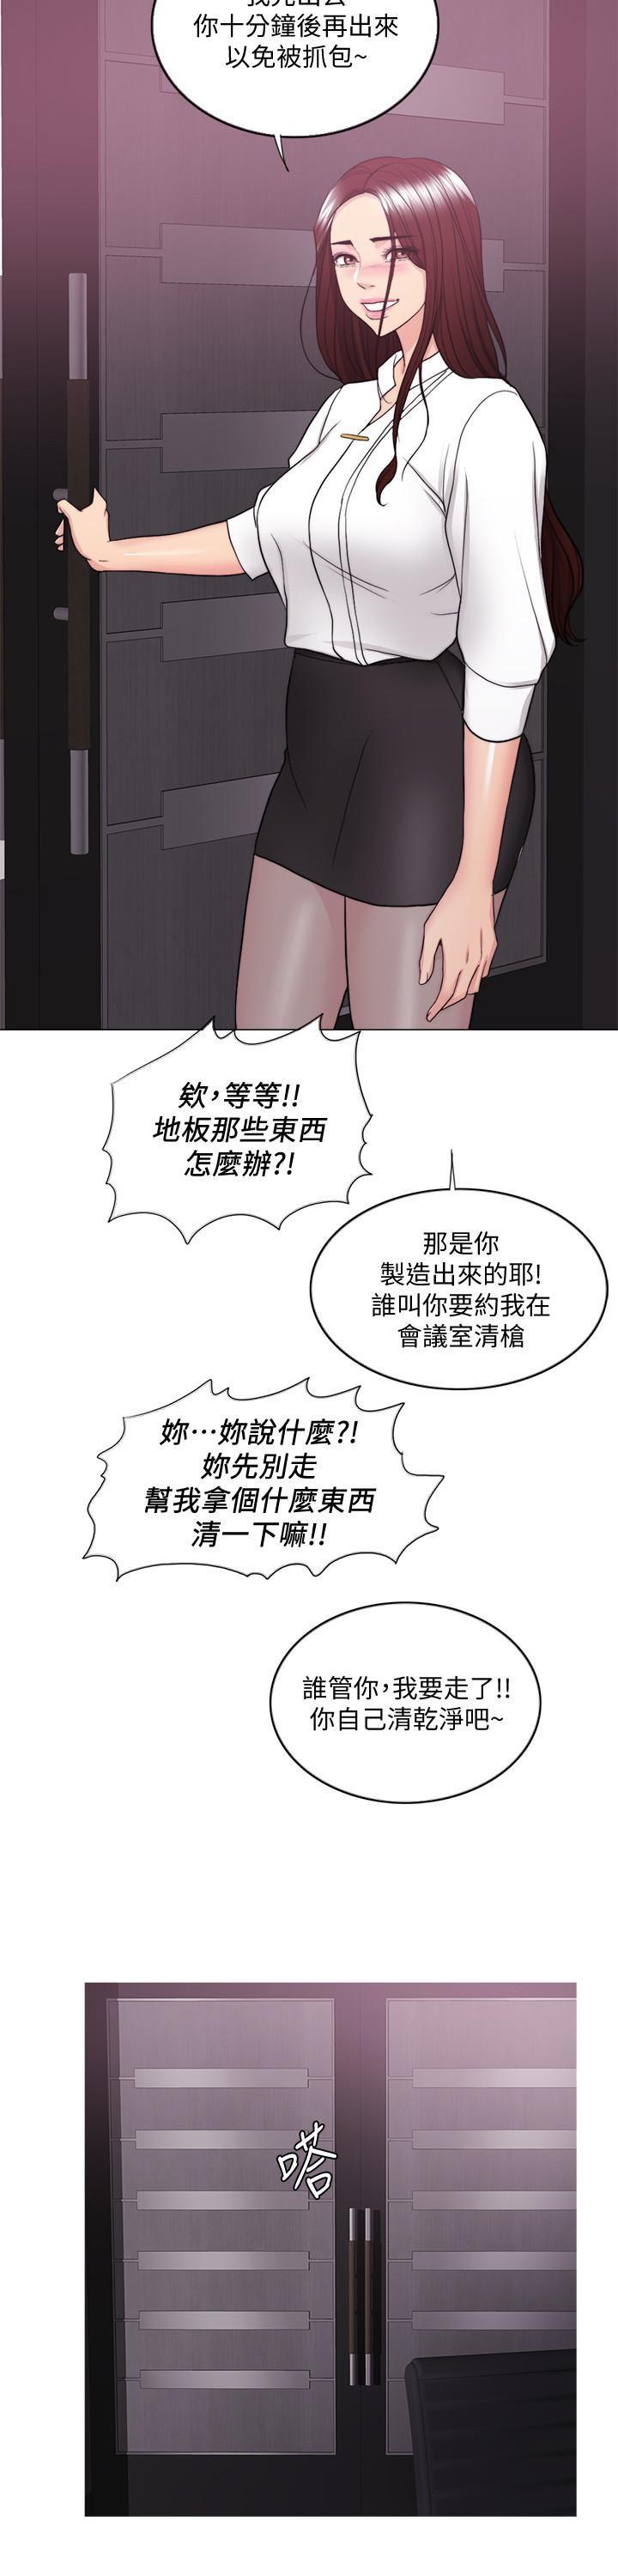 你十分鐘後再出來
以免被抓包~
欸，等等!!
地板那些東西
怎麼辦?!
那是你
製造出來的耶!
誰叫你要約我在
會議室清槍
妳…妳說什麼?!
妳先別走
幫我拿個什麼東西
清一下嘛!!
誰管你，我要走了!!
你自己清乾淨吧~
嗒